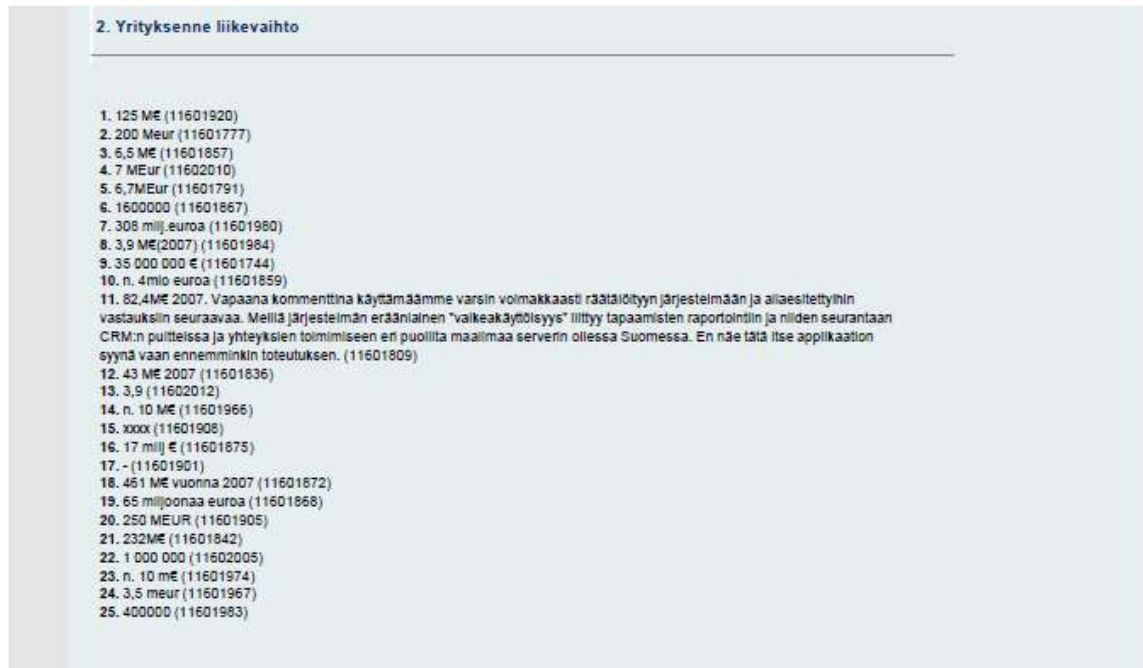 2. Yrityksenne liikevaihto
1. 125 M€ (11601920)
2. 200 Meur (11601777)
3. 6,5 M€ (11601857)
4. 7 MEur (11602010)
5. 6,7MEur (11601791)
6. 1600000 (11601867)
7. 308 milj.euroa (11601980)
8. 3,9 M€(2007) (11601984)
9. 35 000 000 € (11601744)
10. n. 4mio euroa (11601859)
11. 82,4M€ 2007. Vapaana kommenttina käyttämäämme varsin voimakkaasti räätälöityyn järjestelmään ja allaesitettyihin
vastauksiin seuraavaa. Meillä järjestelmän eräänlainen "vaikeakäyttöisyys" liittyy tapaamisten raportointiin ja niiden seurantaan
CRM:n puitteissa ja yhteyksien toimimiseen eri puolilta maailmaa serverin ollessa Suomessa. En näe tätä itse applikaation
syynä vaan ennemminkin toteutuksen. (11601809)
12. 43 M€ 2007 (11601836)
13. 3,9 (11602012)
14. n. 10 M€ (11601966)
15. xxxx (11601908)
16. 17 milj € (11601875)
17. - (11601901)
18. 461 M€ vuonna 2007 (11601872)
19. 65 miljoonaa euroa (11601868)
20. 250 MEUR (11601905)
21. 232M€ (11601842)
22. 1 000 000 (11602005)
23. n. 10 m€ (11601974)
24. 3,5 meur (11601967)
25. 400000 (11601983)